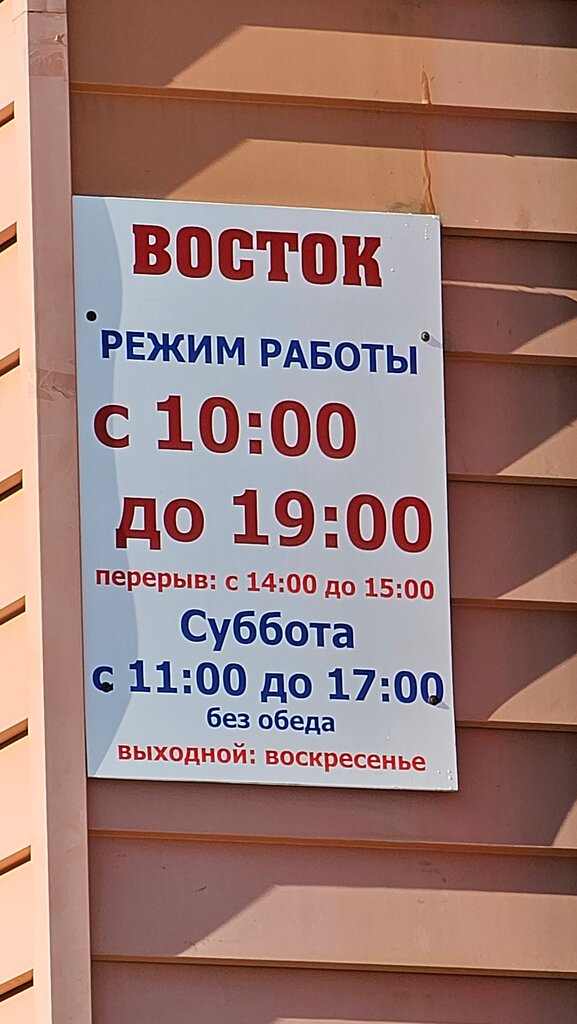 ВОСТОК
РЕЖИМ РАБОТЫ
с 10:00
до 19:00
перерыв: с 14:00 до 15:00
Суббота
с 11:00 до 17:00
без обеда
выходной: воскресенье